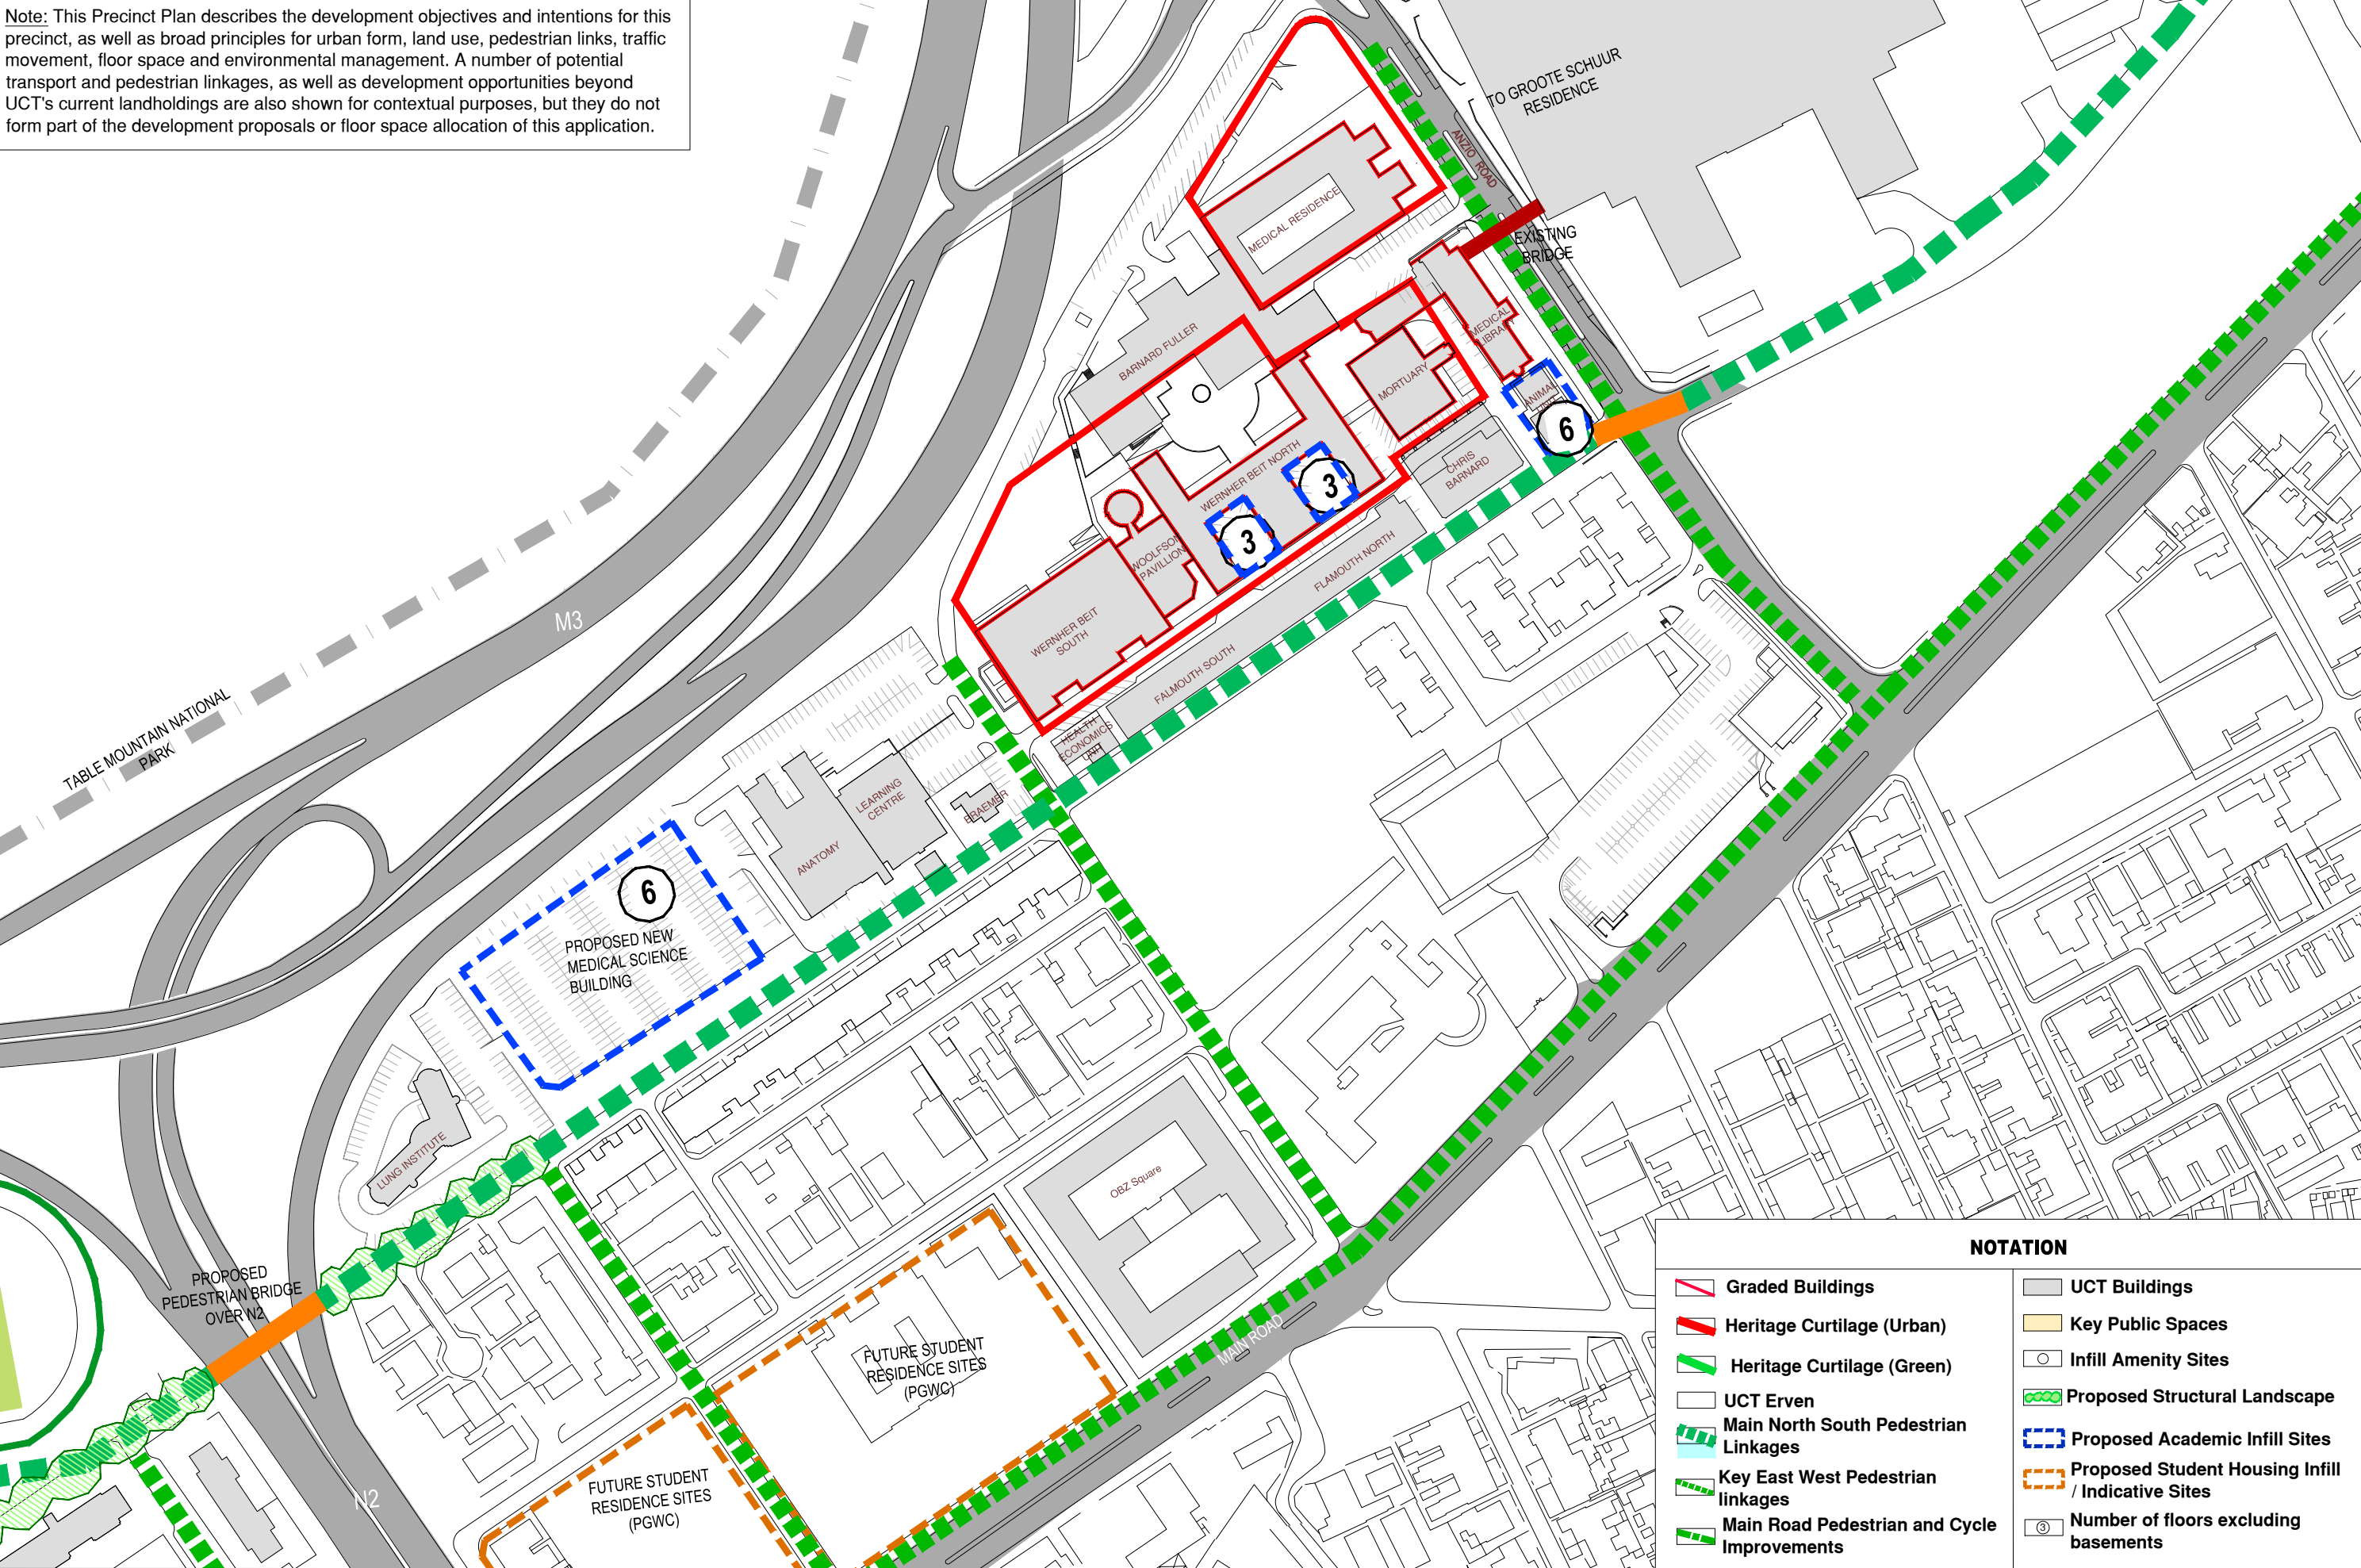 Note: This Precinct Plan describes the development objectives and intentions for this
precinct, as well as broad principles for urban form, land use, pedestrian links, traffic
movement, floor space and environmental management. A number of potential
transport and pedestrian linkages, as well as development opportunities beyond
UCT's current landholdings are also shown for contextual purposes, but they do not
form part of the development proposals or floor space allocation of this application.
TO GROOTE SCHUUR
RESIDENCE
ANZIO ROAD
MEDICAL RESIDENCE
EXISTING
BRIDGE
MEDICAL
LIBRARY
BARNARD FULLER
MORTUARY
ANIMAL
6
WERNHER BEIT NORTH
3
3
CHRIS
BARNARD
WOOLFSON
PAVILLION
FLAMOUTH NORTH
WERNHER BEIT
SOUTH
FALMOUTH SOUTH
HEALTH
ECONOMICS
UNIT
M3
TABLE MOUNTAIN NATIONAL
PARK
LEARNING
CENTRE
BRAEMER
ANATOMY
6
PROPOSED NEW
MEDICAL SCIENCE
BUILDING
LUNG INSTITUTE
OBZ Square
PROPOSED
PEDESTRIAN BRIDGE
OVER N2
MAIN ROAD
FUTURE STUDENT
RESIDENCE SITES
(PGWC)
FUTURE STUDENT
RESIDENCE SITES
(PGWC)
N2
NOTATION
Graded Buildings
Heritage Curtilage (Urban)
Heritage Curtilage (Green)
UCT Erven
Main North South Pedestrian
Linkages
Key East West Pedestrian
linkages
Main Road Pedestrian and Cycle
Improvements
UCT Buildings
Key Public Spaces
Infill Amenity Sites
Proposed Structural Landscape
Proposed Academic Infill Sites
Proposed Student Housing Infill
/ Indicative Sites
3
Number of floors excluding
basements